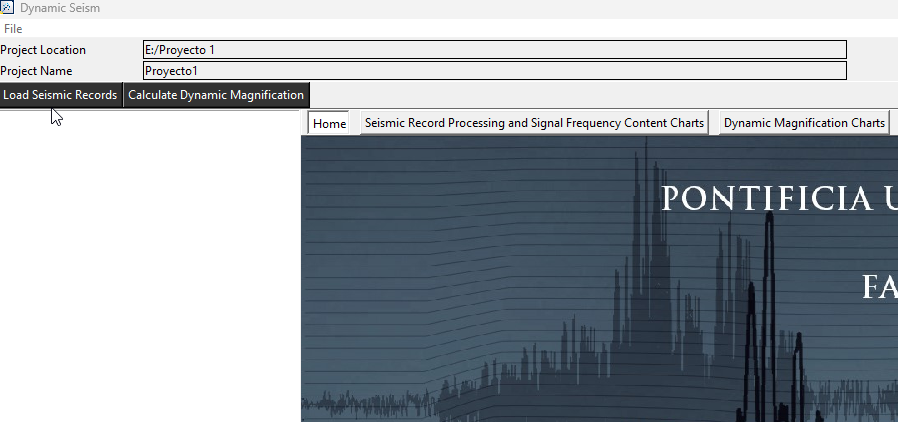 Dynamic Seism
File
Project Location E:/Proyecto 1
Project Name Proyecto1
Load Seismic Records Calculate Dynamic Magnification
Home Seismic Record Processing and Signal Frequency Content Charts Dynamic Magnification Charts
PONTIFICIA
FA